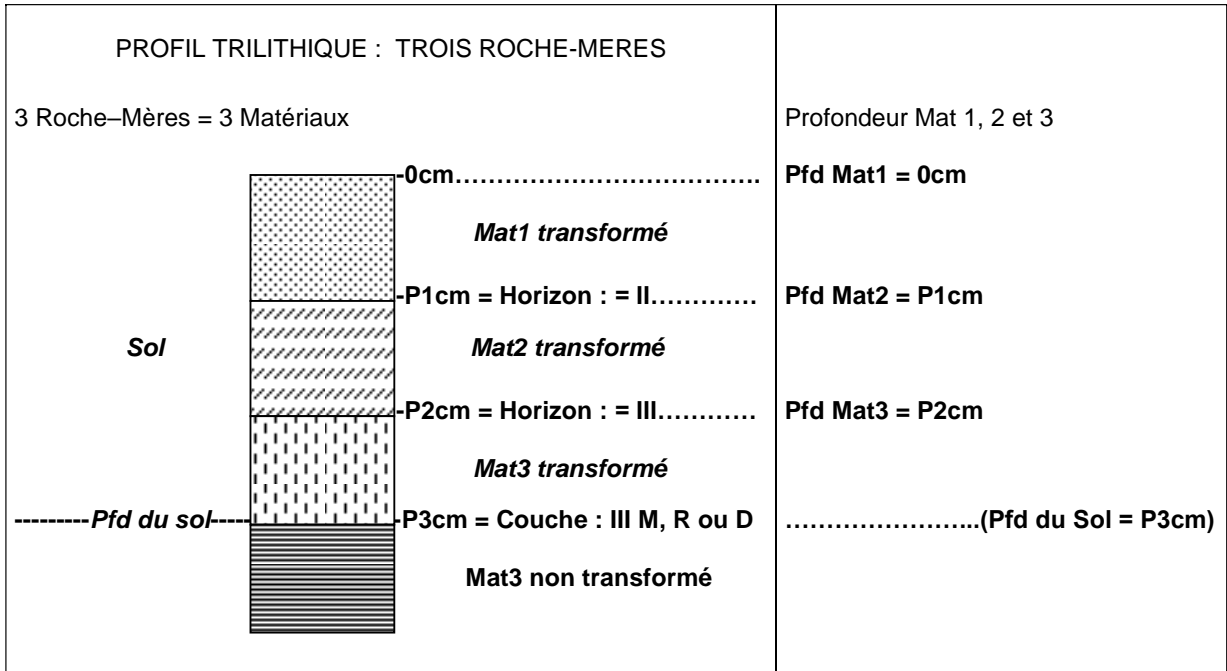 PROFIL TRILITHIQUE : TROIS ROCHE-MERES
3 Roche–Mères = 3 Matériaux
Profondeur Mat 1, 2 et 3
-0cm……………………………….
Pfd Mat1 = 0cm
Mat1 transformé
-P1cm = Horizon : = II………….
Pfd Mat2 = P1cm
Sol
Mat2 transformé
-P2cm = Horizon : = III…………
Pfd Mat3 = P2cm
Mat3 transformé
---------Pfd du sol-----
-P3cm = Couche : III M, R ou D
…………………...(Pfd du Sol = P3cm)
Mat3 non transformé